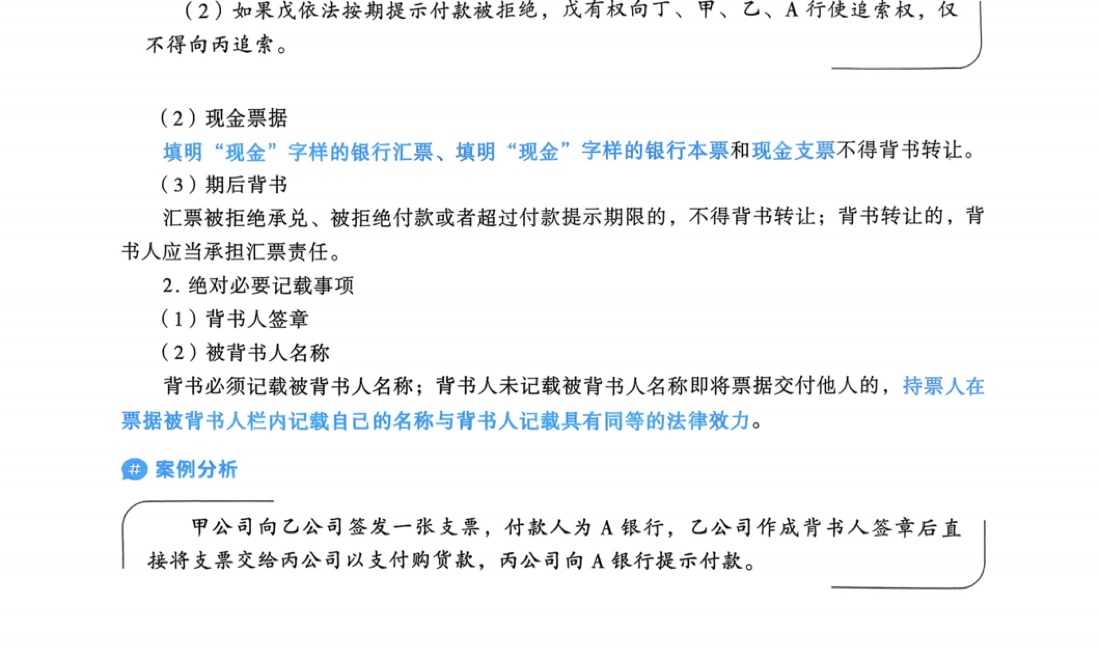 （2）如果戊依法按期提示付款被拒绝，戊有权向丁、甲、乙、A 行使追索权，仅
不得向丙追索。
（2）现金票据
填明“现金”字样的银行汇票、填明“现金”字样的银行本票和现金支票不得背书转让。
（3）期后背书
汇票被拒绝承兑、被拒绝付款或者超过付款提示期限的，不得背书转让；背书转让的，背
书人应当承担汇票责任。
2. 绝对必要记载事项
（1）背书人签章
（2）被背书人名称
背书必须记载被背书人名称；背书人未记载被背书人名称即将票据交付他人的，持票人在
票据被背书人栏内记载自己的名称与背书人记载具有同等的法律效力。
# 案例分析
甲公司向乙公司签发一张支票，付款人为 A 银行，乙公司作成背书人签章后直
接将支票交给丙公司以支付购货款，丙公司向 A 银行提示付款。